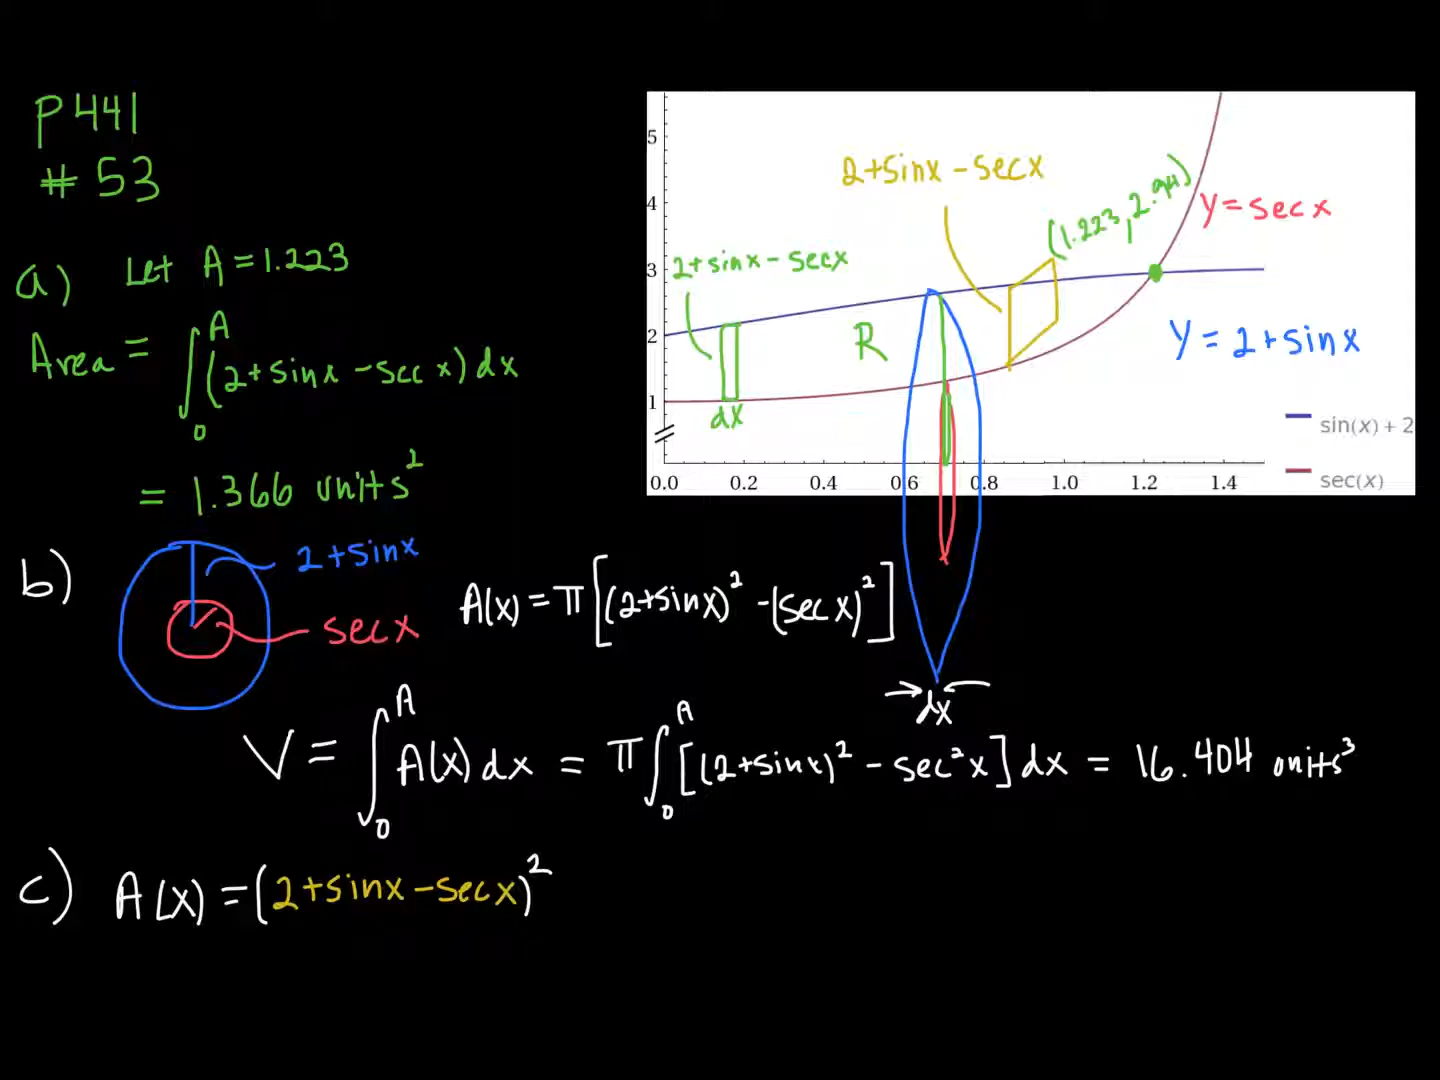 P441
# 53
a) Let A = 1.223
Area = ∫₀ᴬ (2+sinx - sec x) dx
= 1.366 units²
5
4
3
2
1
0.0 0.2 0.4 0.6 0.8 1.0 1.2 1.4
2+sinx - secx
dx
R
2+sinx - secx
(1.223, 2.94)
y = secx
y = 2+sinx
sin(x) + 2
sec(x)
b)
2+sinx
secx
A(x) = π[(2+sinx)² - (secx)²]
dx
V = ∫₀ᴬ A(x) dx = π∫₀ᴬ [(2+sinx)² - sec²x] dx = 16.404 units³
c) A(x) = (2+sinx - secx)²